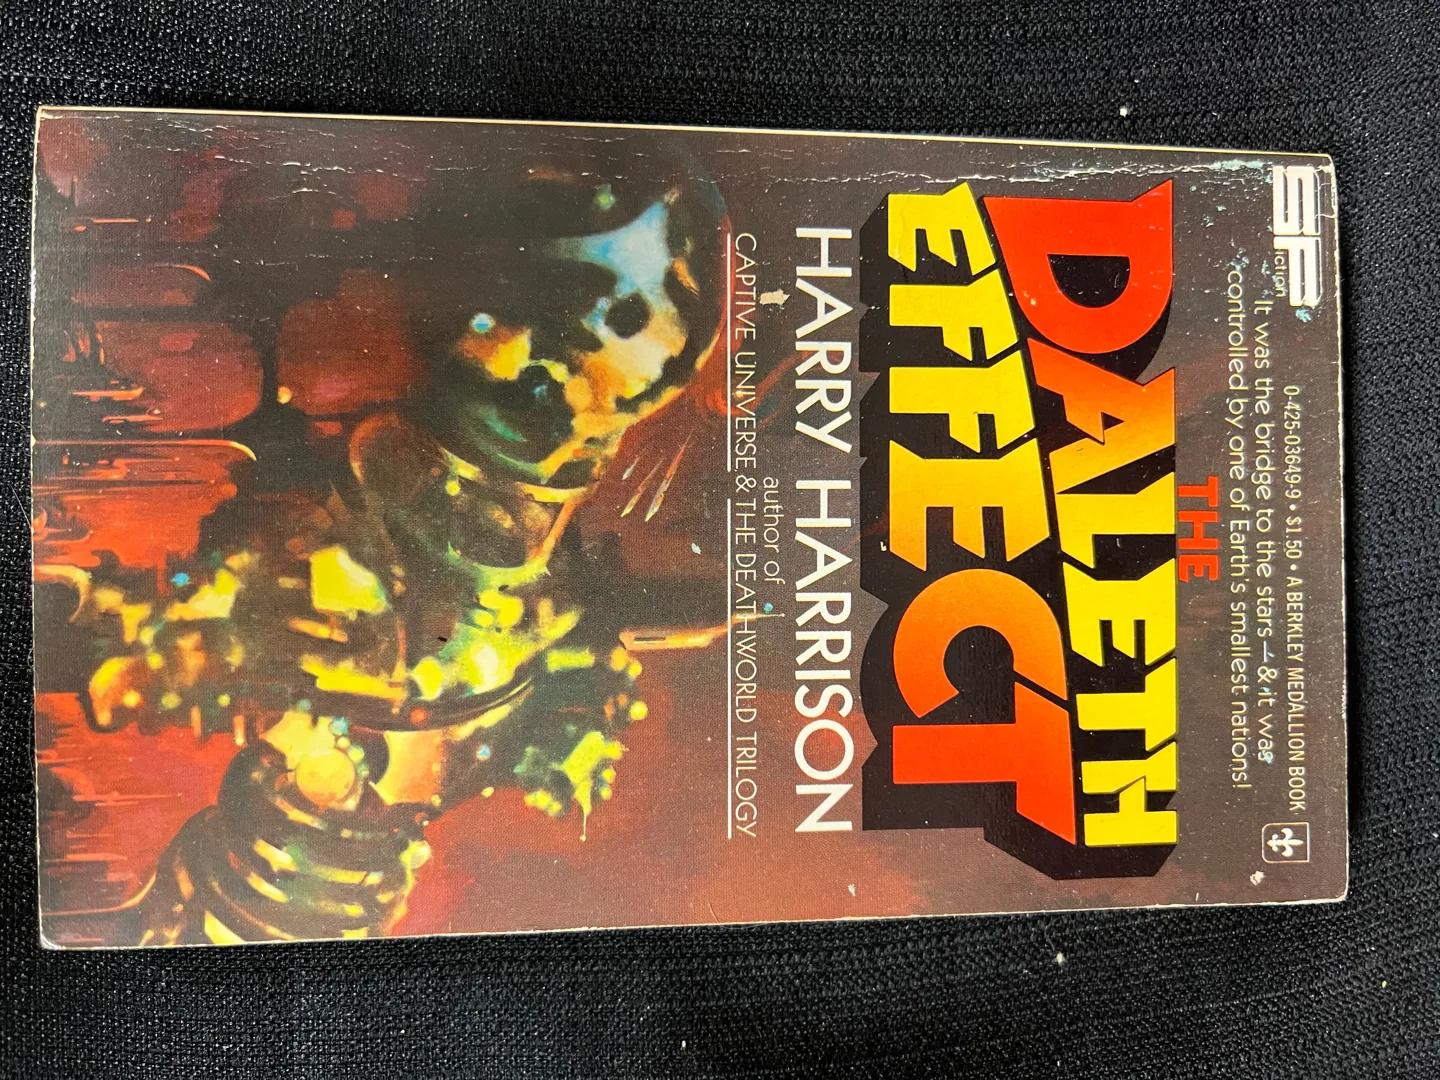 SF
iction
0-425-03649-9 • $1.50 • A BERKLEY MEDALLION BOOK
It was the bridge to the stars — & it was
controlled by one of Earth's smallest nations!
THE
DALETH
EFFECT
HARRY HARRISON
author of
CAPTIVE UNIVERSE & THE DEATHWORLD TRILOGY